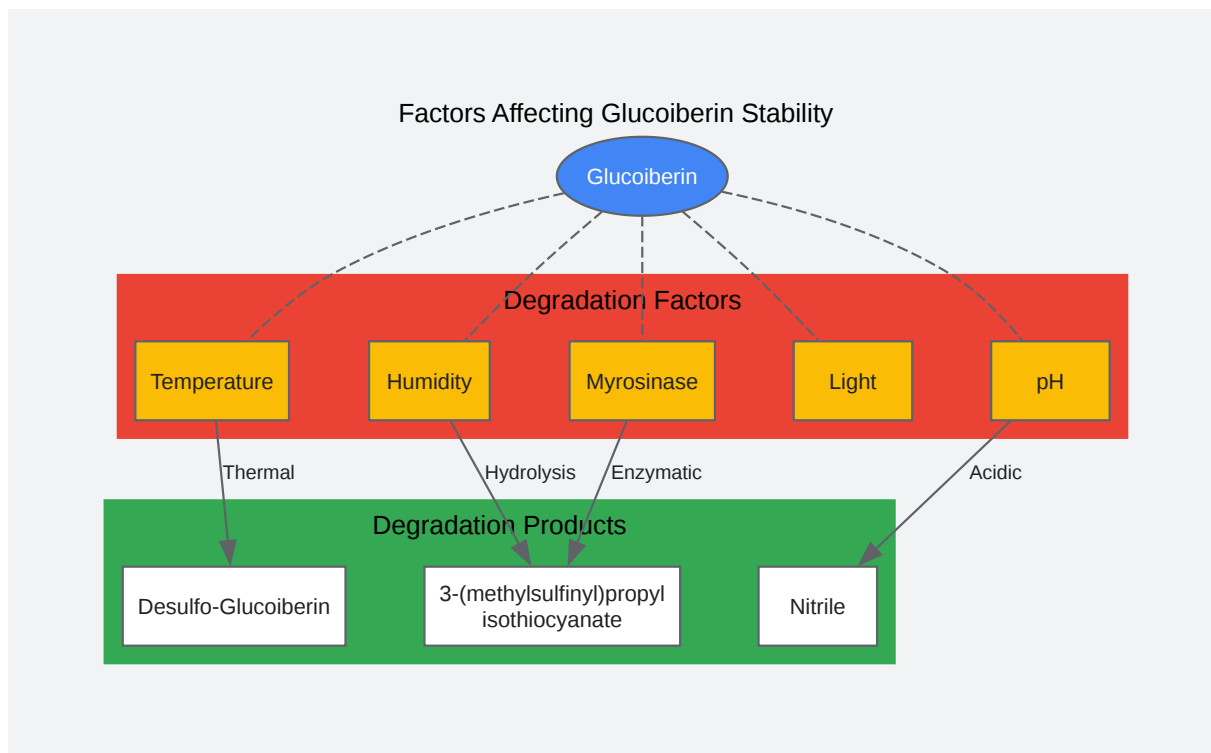 Factors Affecting Glucoiberin Stability
Glucoiberin
Degradation Factors
Temperature
Humidity
Myrosinase
Light
pH
Thermal
Hydrolysis
Enzymatic
Acidic
Degradation Products
Desulfo-Glucoiberin
3-(methylsulfinyl)propyl
isothiocyanate
Nitrile